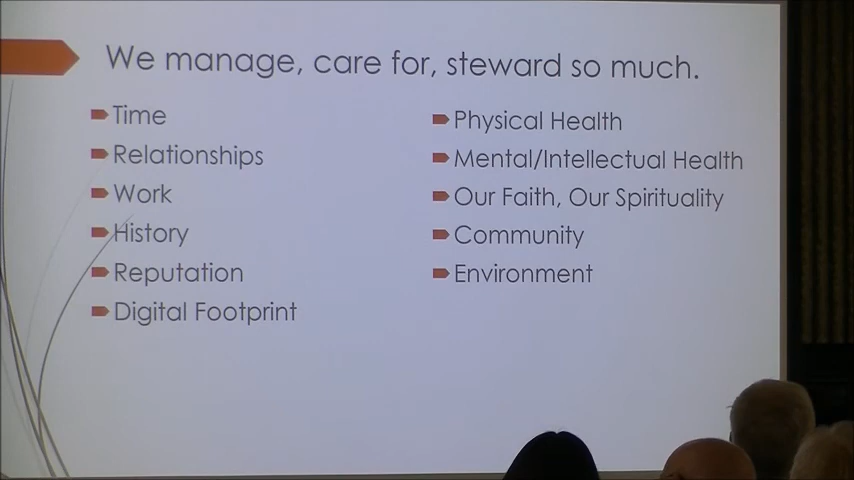 We manage, care for, steward so much.
Time
Relationships
Work
History
Reputation
Digital Footprint
Physical Health
Mental/Intellectual Health
Our Faith, Our Spirituality
Community
Environment